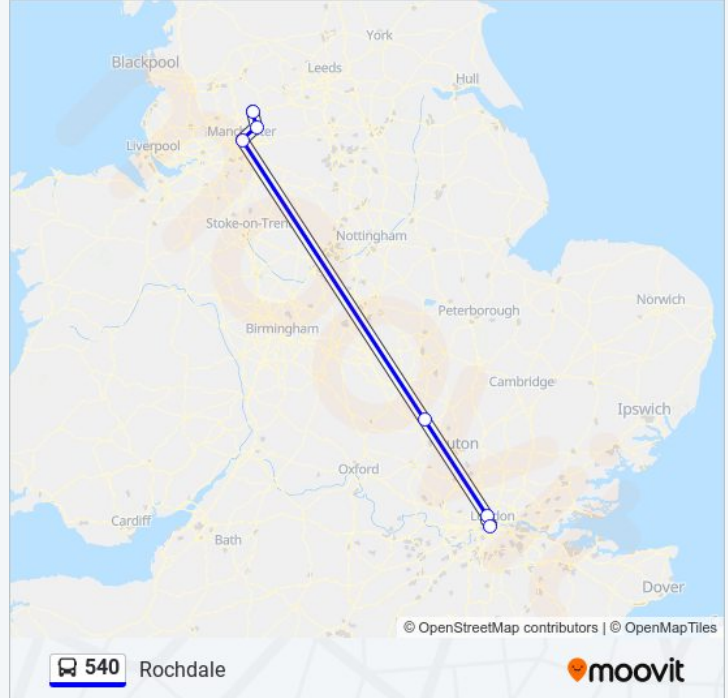 York
Blackpool
Leeds
Hull
Liverpool
Stoke-on-Trent
Nottingham
Norwich
Peterborough
Birmingham
Cambridge
Ipswich
Oxford
Cardiff
Bath
Dover
© OpenStreetMap contributors | © OpenMapTiles
540 Rochdale
moovit